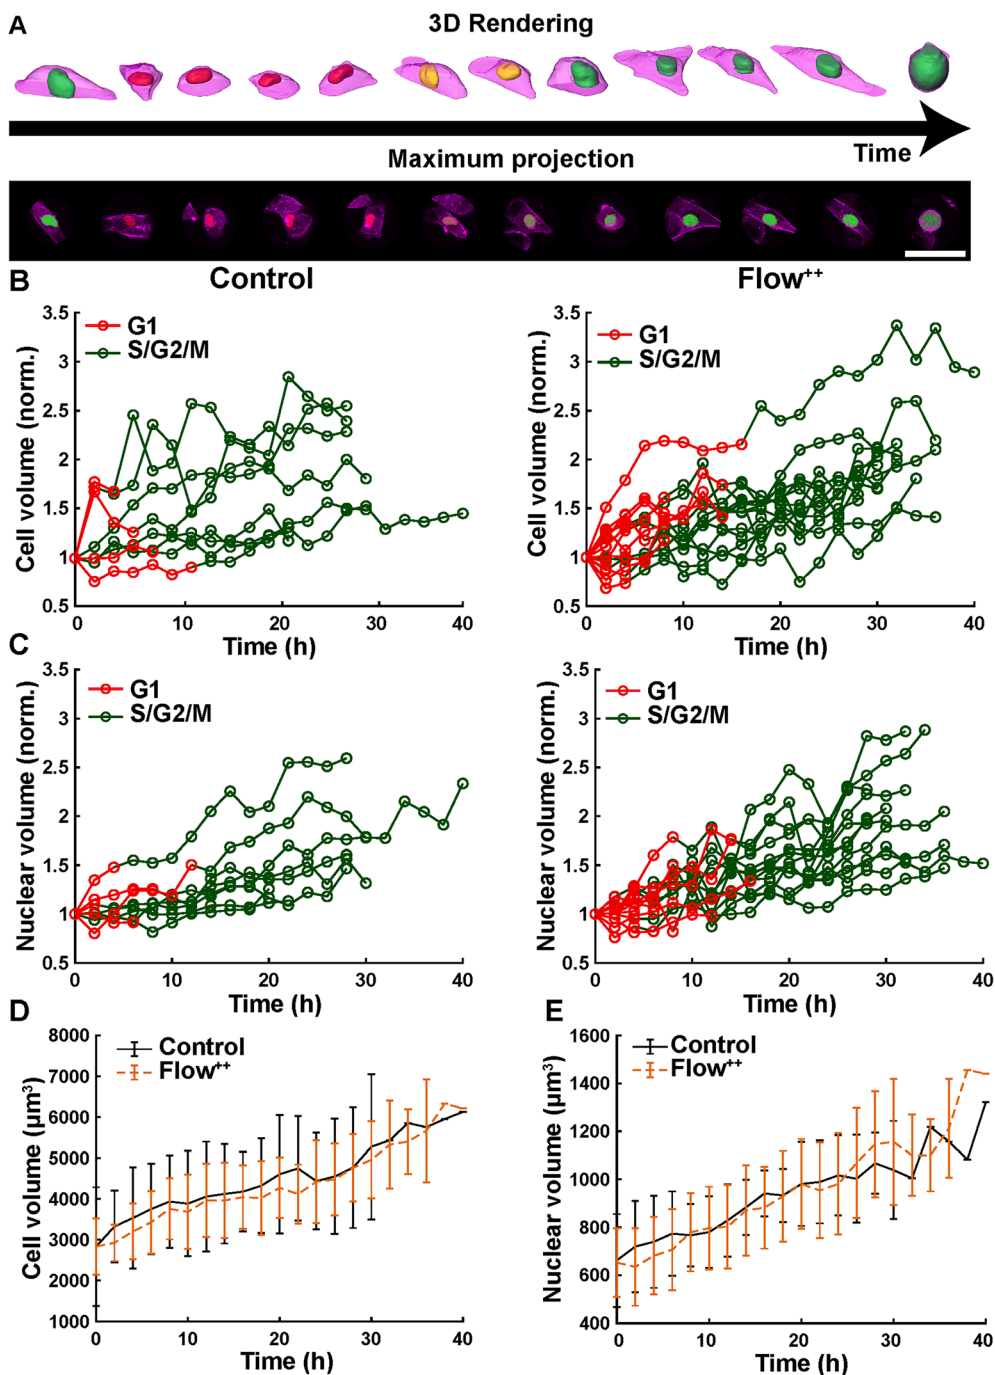 A
3D Rendering
Time
Maximum projection
B
Control
Flow⁺⁺
3.5
3
2.5
2
1.5
1
0.5
Cell volume (norm.)
G1
S/G2/M
0
10
20
30
40
Time (h)
3.5
3
2.5
2
1.5
1
0.5
Cell volume (norm.)
G1
S/G2/M
0
10
20
30
40
Time (h)
C
3.5
3
2.5
2
1.5
1
0.5
Nuclear volume (norm.)
G1
S/G2/M
0
10
20
30
40
Time (h)
3.5
3
2.5
2
1.5
1
0.5
Nuclear volume (norm.)
G1
S/G2/M
0
10
20
30
40
Time (h)
D
8000
7000
6000
5000
4000
3000
2000
1000
Cell volume (µm³)
Control
Flow⁺⁺
0
10
20
30
40
Time (h)
E
1600
1400
1200
1000
800
600
400
Nuclear volume (µm³)
Control
Flow⁺⁺
0
10
20
30
40
Time (h)